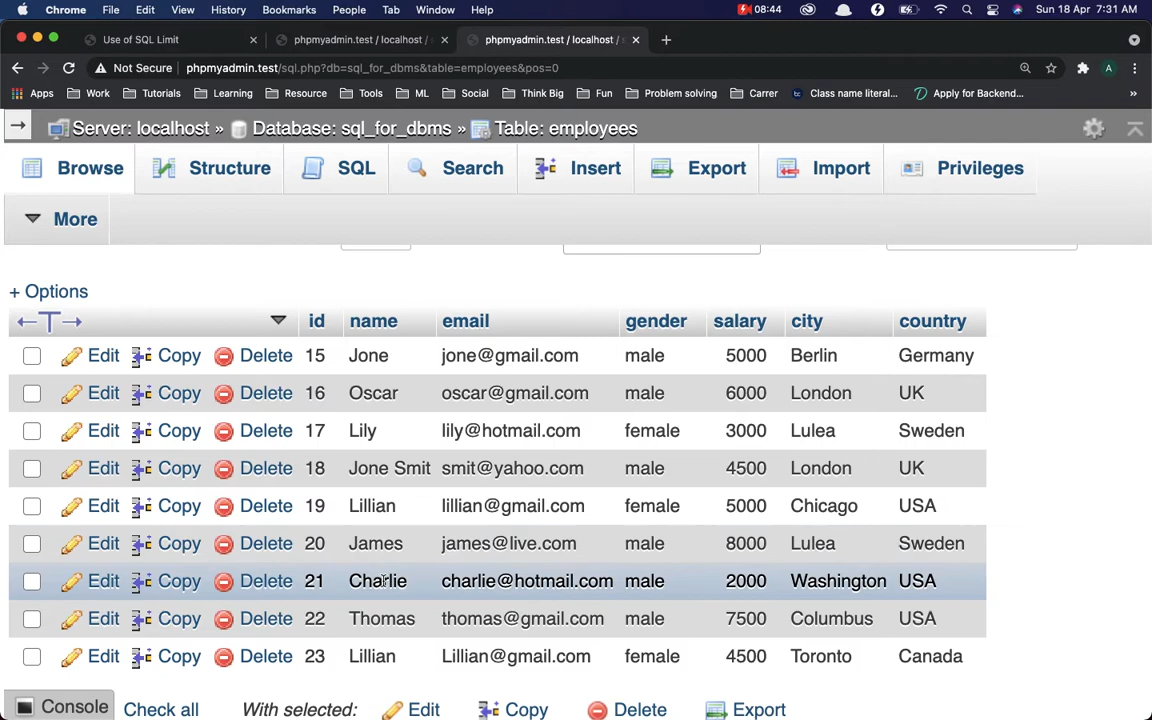 Chrome File Edit View History Bookmarks People Tab Window Help 08:44 Sun 18 Apr 7:31 AM
Use of SQL Limit phpmyadmin.test / localhost / phpmyadmin.test / localhost / s
Not Secure phpmyadmin.test/sql.php?db=sql_for_dbms&table=employees&pos=0 A
Apps Work Tutorials Learning Resource Tools ML Social Think Big Fun Problem solving Carrer bc Class name literal... Apply for Backend... »
Server: localhost » Database: sql_for_dbms » Table: employees
Browse Structure SQL Search Insert Export Import Privileges
More
+ Options
←T→ id name email gender salary city country
Edit Copy Delete 15 Jone jone@gmail.com male 5000 Berlin Germany
Edit Copy Delete 16 Oscar oscar@gmail.com male 6000 London UK
Edit Copy Delete 17 Lily lily@hotmail.com female 3000 Lulea Sweden
Edit Copy Delete 18 Jone Smit smit@yahoo.com male 4500 London UK
Edit Copy Delete 19 Lillian lillian@gmail.com female 5000 Chicago USA
Edit Copy Delete 20 James james@live.com male 8000 Lulea Sweden
Edit Copy Delete 21 Charlie charlie@hotmail.com male 2000 Washington USA
Edit Copy Delete 22 Thomas thomas@gmail.com male 7500 Columbus USA
Edit Copy Delete 23 Lillian Lillian@gmail.com female 4500 Toronto Canada
Console Check all With selected: Edit Copy Delete Export